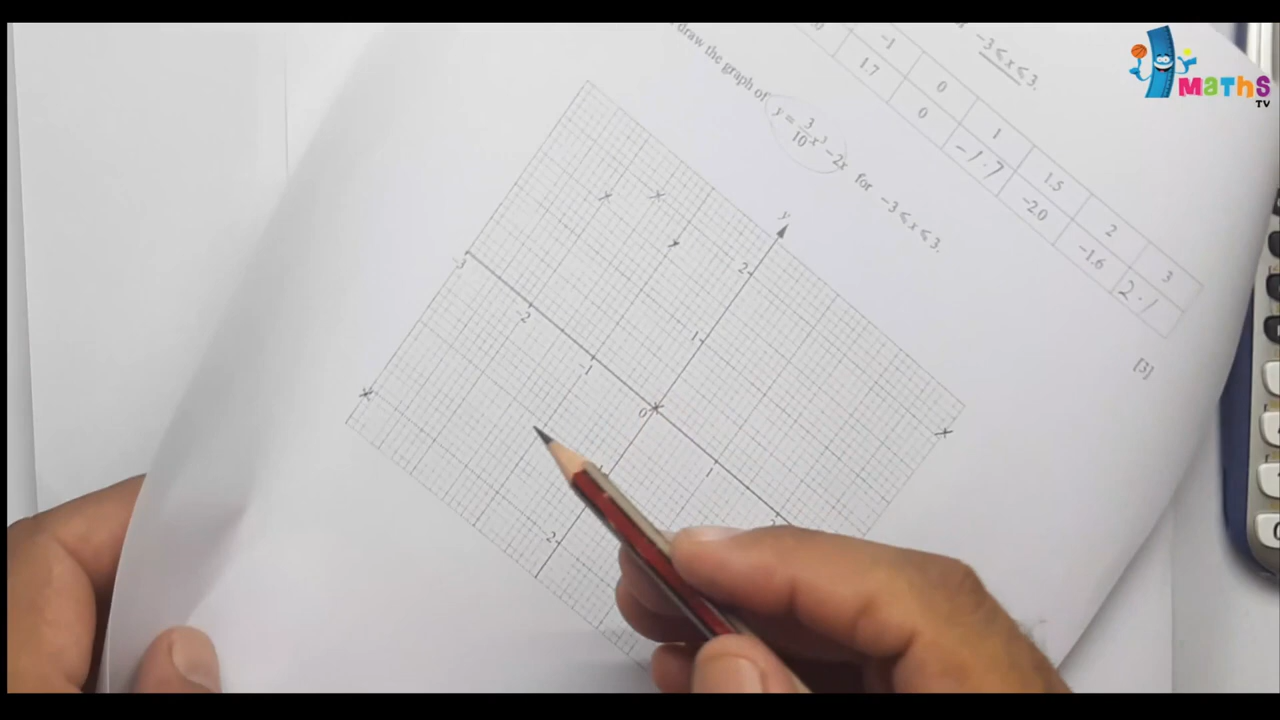 -3 ⩽ x ⩽ 3.
-1 0 1 1.5 2 3
1.7 0 -1.7 -2.0 -1.6 2.1
draw the graph of y = 3/10 x³ - 2x for -3 ⩽ x ⩽ 3.
[3]
y
2
1
-3 -2 -1 0 1 2
-2
MATHS
TV